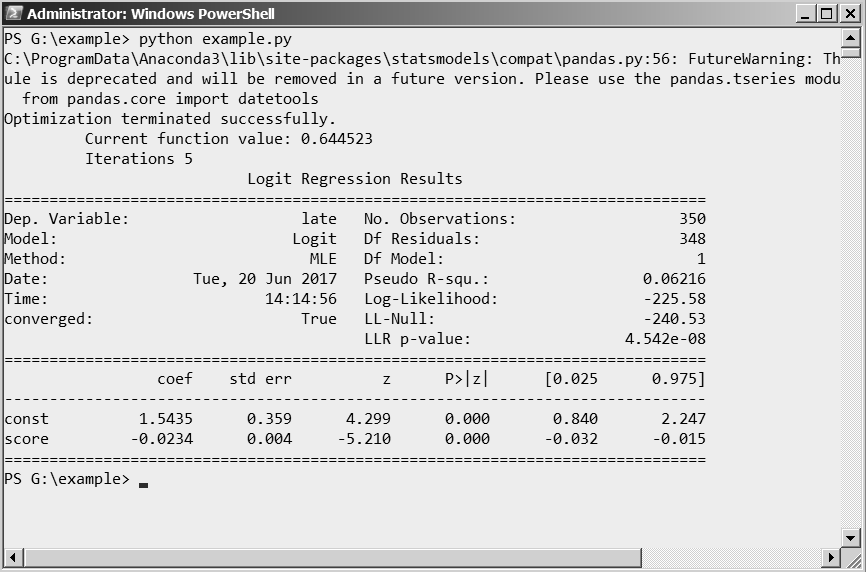 Administrator: Windows PowerShell
PS G:\example> python example.py
C:\ProgramData\Anaconda3\lib\site-packages\statsmodels\compat\pandas.py:56: FutureWarning: Th
ule is deprecated and will be removed in a future version. Please use the pandas.tseries modu
  from pandas.core import datetools
Optimization terminated successfully.
         Current function value: 0.644523
         Iterations 5
                           Logit Regression Results
==============================================================================
Dep. Variable:                   late   No. Observations:                  350
Model:                          Logit   Df Residuals:                      348
Method:                           MLE   Df Model:                            1
Date:                Tue, 20 Jun 2017   Pseudo R-squ.:                 0.06216
Time:                        14:14:56   Log-Likelihood:                -225.58
converged:                       True   LL-Null:                       -240.53
                                        LLR p-value:                 4.542e-08
==============================================================================
                 coef    std err          z      P>|z|      [0.025      0.975]
------------------------------------------------------------------------------
const          1.5435      0.359      4.299      0.000       0.840       2.247
score         -0.0234      0.004     -5.210      0.000      -0.032      -0.015
==============================================================================
PS G:\example> _